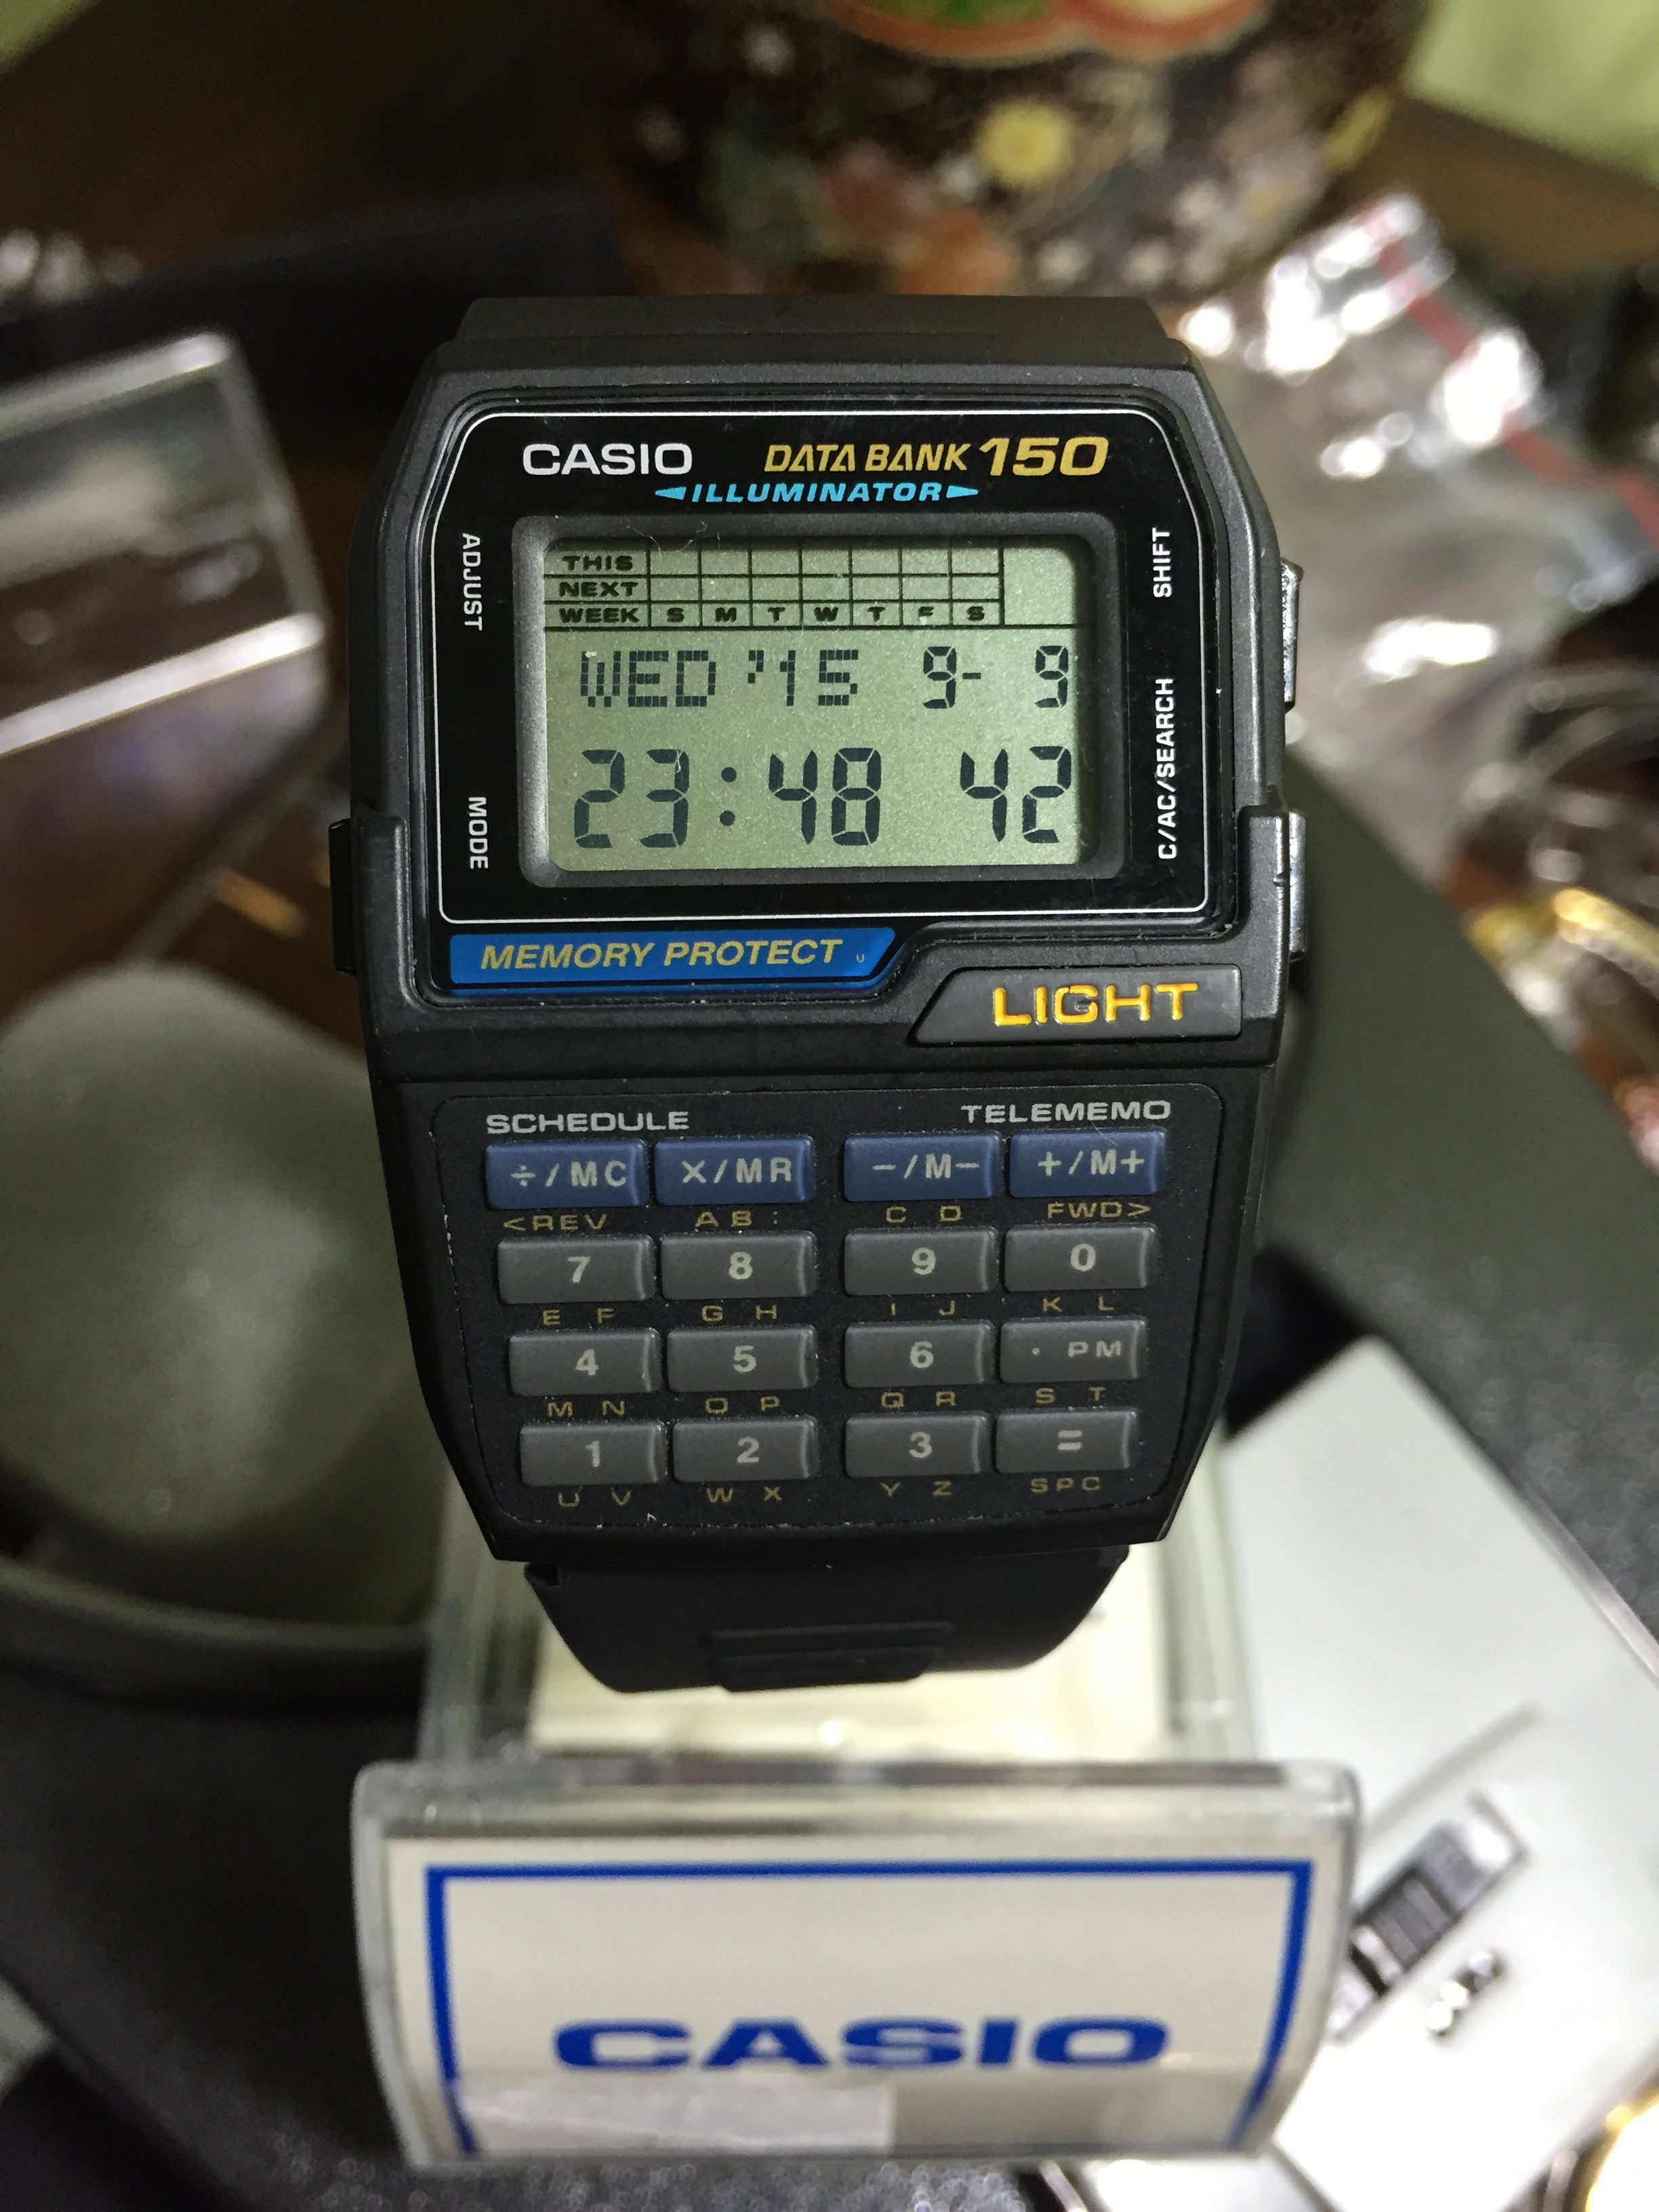 CASIO DATA BANK 150
ILLUMINATOR
ADJUST
SHIFT
THIS
NEXT
WEEK S M T W T F S
WED '15 9- 9
23:48 42
MODE
C/AC/SEARCH
MEMORY PROTECT U
LIGHT
SCHEDULE TELEMEMO
÷/MC ×/MR −/M− +/M+
<REV A B : C D FWD>
7 8 9 0
E F G H I J K L
4 5 6 · PM
M N O P Q R S T
1 2 3 =
U V W X Y Z SPC
CASIO